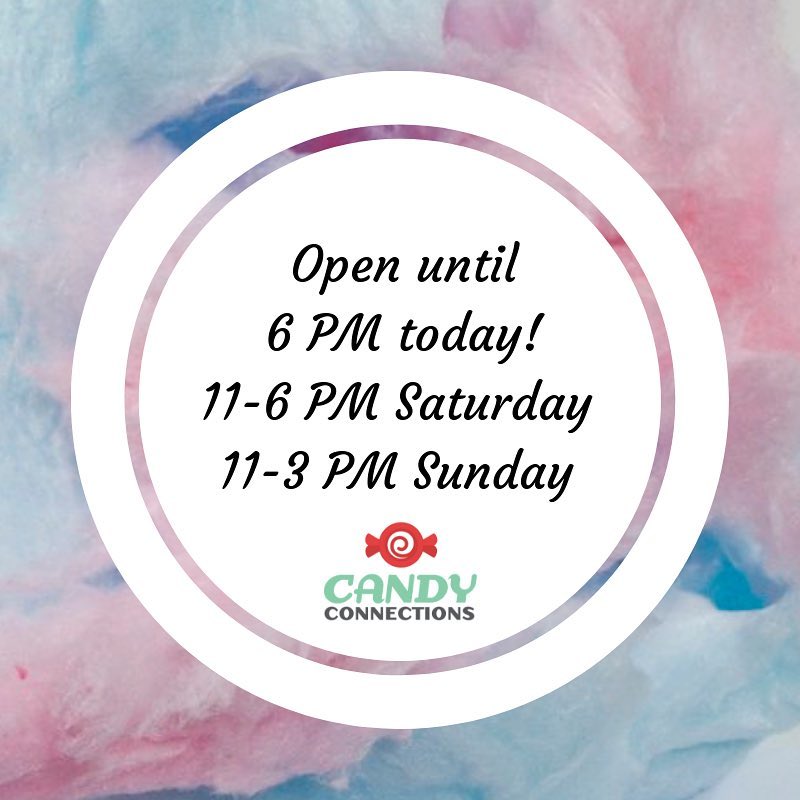 Open until
6 PM today!
11-6 PM Saturday
11-3 PM Sunday
CANDY
CONNECTIONS